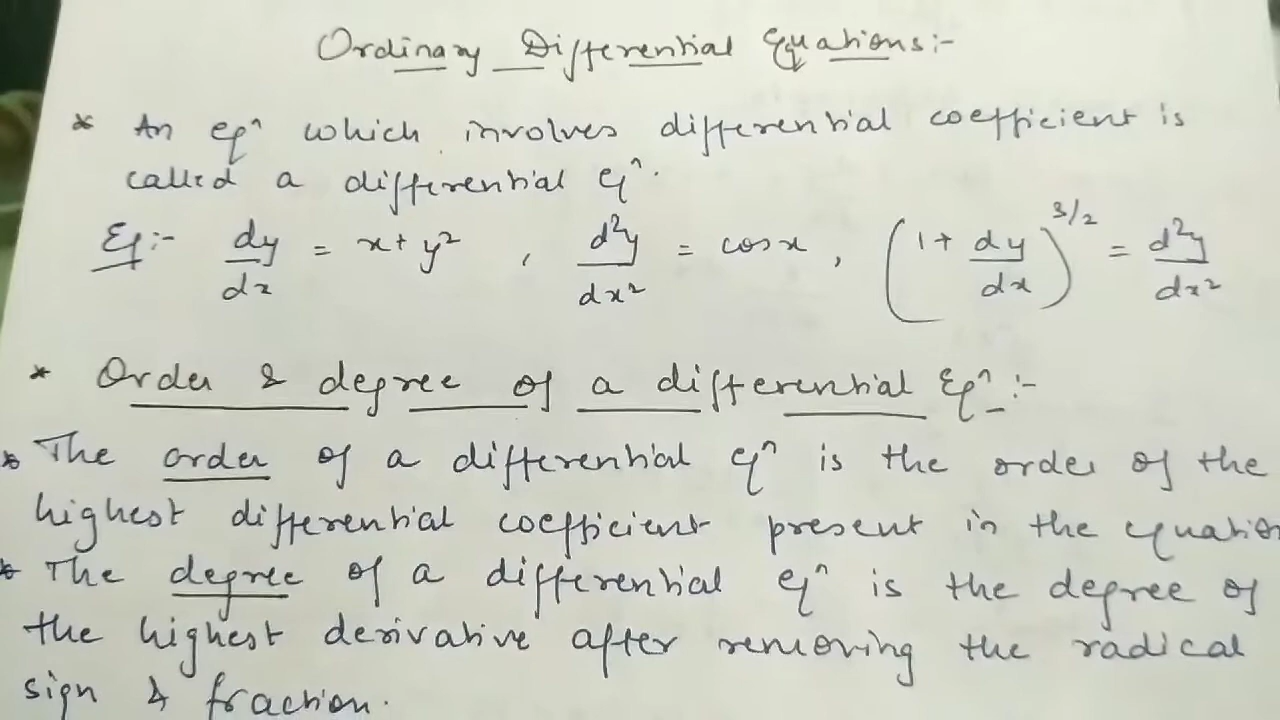 Ordinary Differential Equations:-
* An eqⁿ which involves differential coefficient is
called a differential eqⁿ.
Eg:- dy/dx = x + y² , d²y/dx² = cos x , (1 + dy/dx)^3/2 = d²y/dx²
* Order & degree of a differential Eqⁿ:-
* The order of a differential eqⁿ is the order of the
highest differential coefficient present in the equation
* The degree of a differential eqⁿ is the degree of
the highest derivative after removing the radical
sign & fraction.